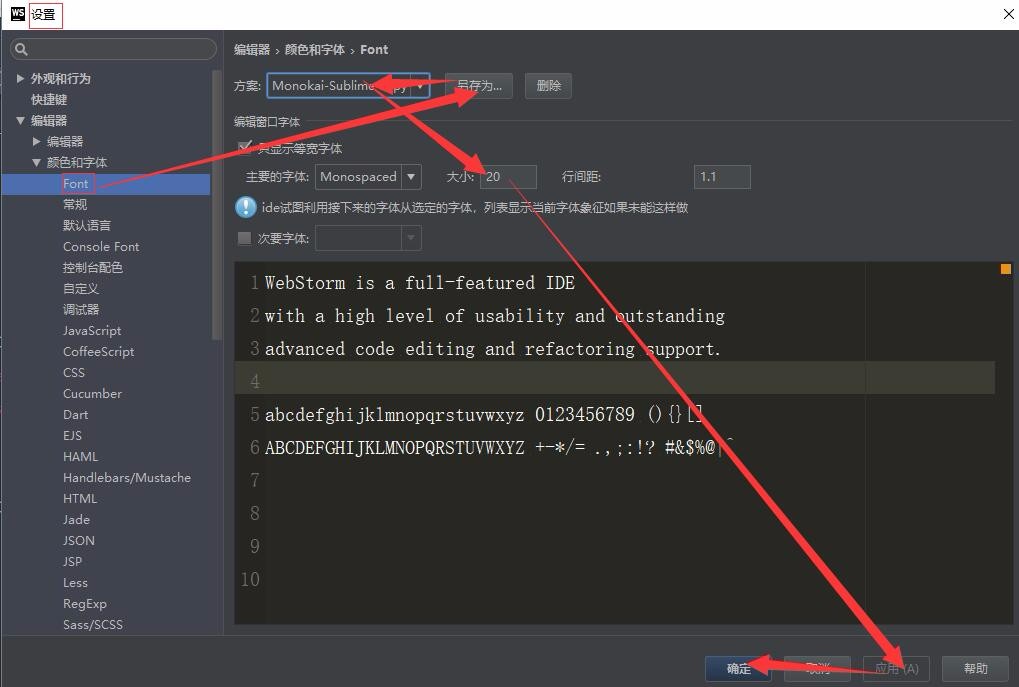 WS 设置
编辑器 › 颜色和字体 › Font
方案: Monokai-Sublime py 另存为... 删除
外观和行为
快捷键
编辑器
编辑器
颜色和字体
Font
常规
默认语言
Console Font
控制台配色
自定义
调试器
JavaScript
CoffeeScript
CSS
Cucumber
Dart
EJS
HAML
Handlebars/Mustache
HTML
Jade
JSON
JSP
Less
RegExp
Sass/SCSS
编辑窗口字体
只显示等宽字体
主要的字体: Monospaced 大小: 20 行间距: 1.1
ide试图利用接下来的字体从选定的字体，列表显示当前字体象征如果未能这样做
次要字体:
1 WebStorm is a full-featured IDE
2 with a high level of usability and outstanding
3 advanced code editing and refactoring support.
4
5 abcdefghijklmnopqrstuvwxyz 0123456789 (){}[]
6 ABCDEFGHIJKLMNOPQRSTUVWXYZ +-*/= .,;:!? #&$%@|^
7
8
9
10
确定 取消 应用(A) 帮助